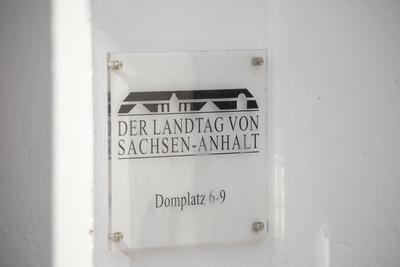 DER LANDTAG VON
SACHSEN-ANHALT
Domplatz 6-9